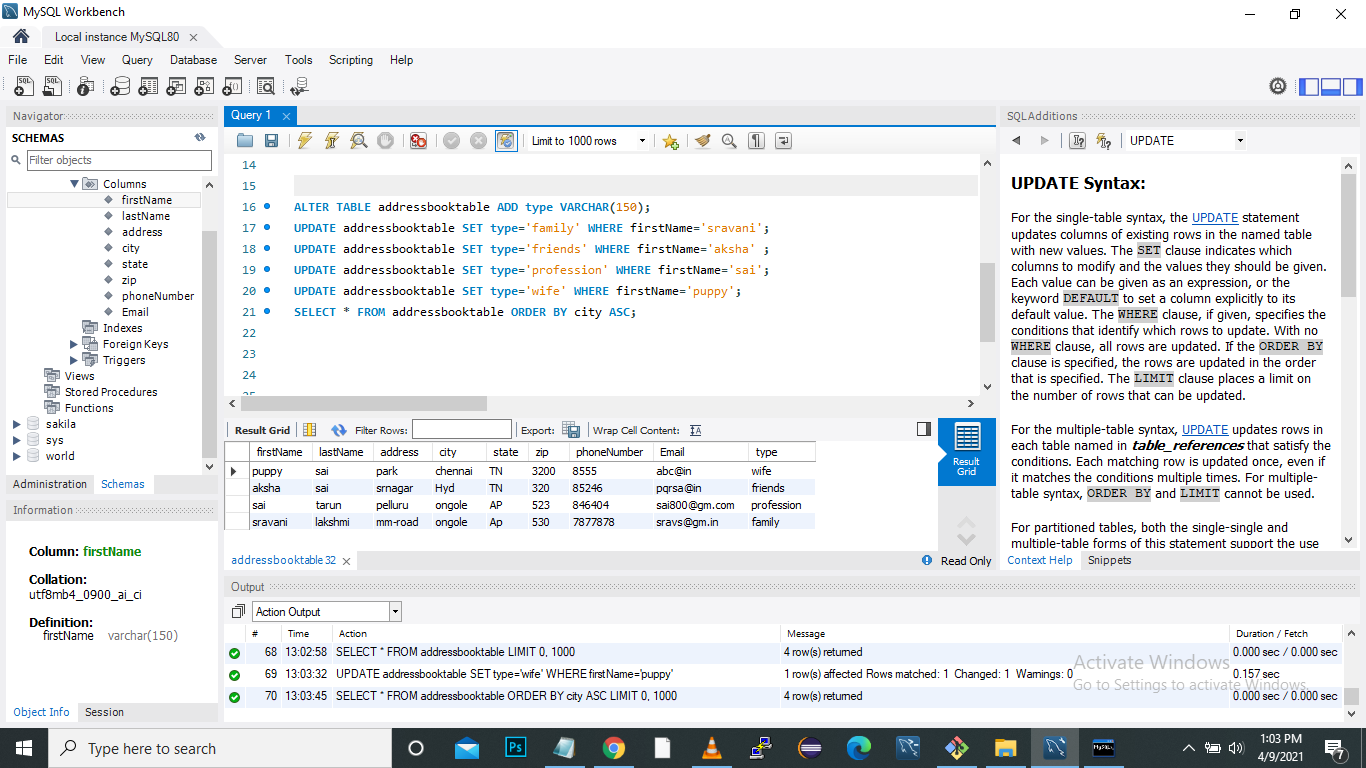 MySQL Workbench
Local instance MySQL80
File Edit View Query Database Server Tools Scripting Help
Navigator
SCHEMAS
Filter objects
Columns
firstName
lastName
address
city
state
zip
phoneNumber
Email
Indexes
Foreign Keys
Triggers
Views
Stored Procedures
Functions
sakila
sys
world
Administration Schemas
Information
Column: firstName
Collation:
utf8mb4_0900_ai_ci
Definition:
firstName varchar(150)
Object Info Session
Query 1
Limit to 1000 rows
14
15
16 ALTER TABLE addressbooktable ADD type VARCHAR(150);
17 UPDATE addressbooktable SET type='family' WHERE firstName='sravani';
18 UPDATE addressbooktable SET type='friends' WHERE firstName='aksha' ;
19 UPDATE addressbooktable SET type='profession' WHERE firstName='sai';
20 UPDATE addressbooktable SET type='wife' WHERE firstName='puppy';
21 SELECT * FROM addressbooktable ORDER BY city ASC;
22
23
24
Result Grid Filter Rows: Export: Wrap Cell Content:
firstName lastName address city state zip phoneNumber Email type
puppy sai park chennai TN 3200 8555 abc@in wife
aksha sai srnagar Hyd TN 320 85246 pqrsa@in friends
sai tarun pelluru ongole AP 523 846404 sai800@gm.com profession
sravani lakshmi mm-road ongole Ap 530 7877878 sravs@gm.in family
Result
Grid
addressbooktable 32
Read Only
SQLAdditions
UPDATE
UPDATE Syntax:
For the single-table syntax, the UPDATE statement
updates columns of existing rows in the named table
with new values. The SET clause indicates which
columns to modify and the values they should be given.
Each value can be given as an expression, or the
keyword DEFAULT to set a column explicitly to its
default value. The WHERE clause, if given, specifies the
conditions that identify which rows to update. With no
WHERE clause, all rows are updated. If the ORDER BY
clause is specified, the rows are updated in the order
that is specified. The LIMIT clause places a limit on
the number of rows that can be updated.
For the multiple-table syntax, UPDATE updates rows in
each table named in table_references that satisfy the
conditions. Each matching row is updated once, even if
it matches the conditions multiple times. For multiple-
table syntax, ORDER BY and LIMIT cannot be used.
For partitioned tables, both the single-single and
multiple-table forms of this statement support the use
Context Help Snippets
Output
Action Output
# Time Action Message Duration / Fetch
68 13:02:58 SELECT * FROM addressbooktable LIMIT 0, 1000 4 row(s) returned 0.000 sec / 0.000 sec
69 13:03:32 UPDATE addressbooktable SET type='wife' WHERE firstName='puppy' 1 row(s) affected Rows matched: 1 Changed: 1 Warnings: 0 0.157 sec
70 13:03:45 SELECT * FROM addressbooktable ORDER BY city ASC LIMIT 0, 1000 4 row(s) returned 0.000 sec / 0.000 sec
Activate Windows
Go to Settings to activate Windows.
Type here to search
Ps
MySQL
1:03 PM
4/9/2021
7